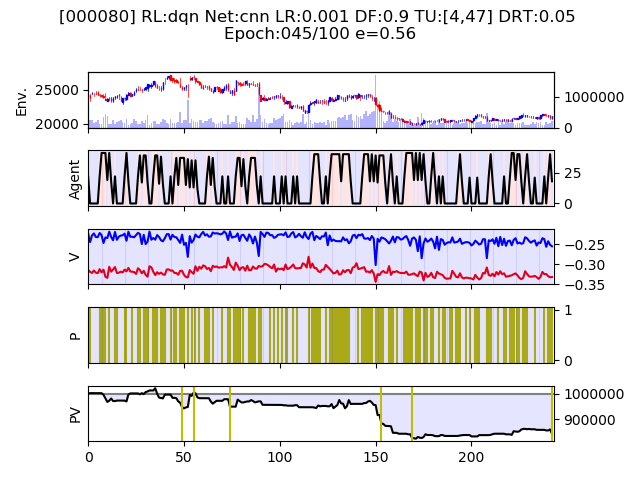 [000080] RL:dqn Net:cnn LR:0.001 DF:0.9 TU:[4,47] DRT:0.05
Epoch:045/100 e=0.56
Env.
25000
20000
1000000
0
Agent
25
0
V
−0.25
−0.30
−0.35
P
1
0
PV
1000000
900000
0 50 100 150 200